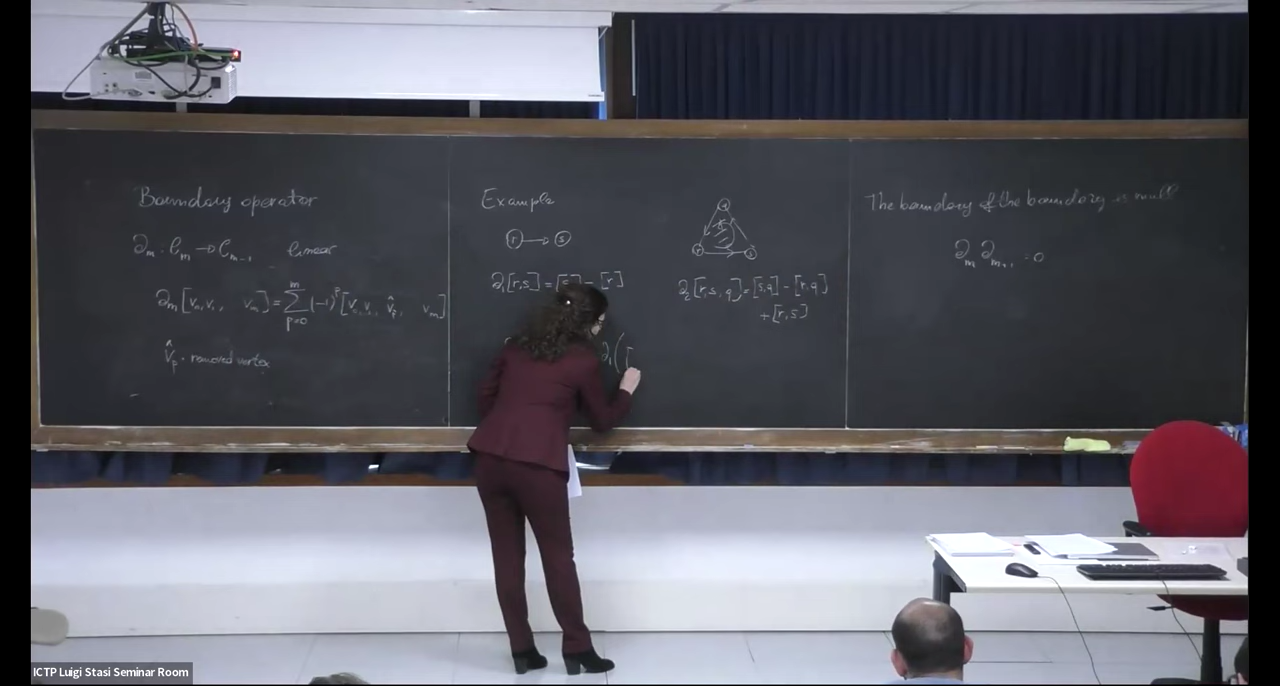 Boundary operator
∂m : Cm → Cm-1 linear
∂m [v0, v1, vm] = Σ p=0 m (-1)^p [v0, v1, v̂p, vm]
v̂p · removed vertex
Example
r → s
∂1 [r,s] = [s] - [r]
∂1 ( [
q
r s
∂2 [r,s,q] = [s,q] - [r,q]
+ [r,s]
The boundary of the boundary is null
∂m ∂m+1 = 0
ICTP Luigi Stasi Seminar Room